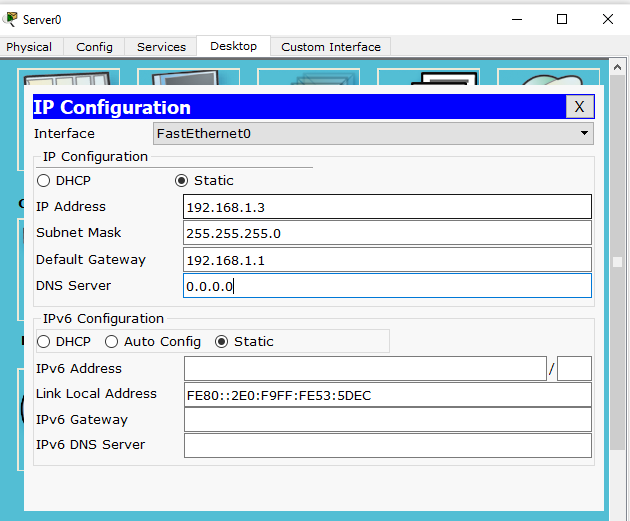 Server0
Physical Config Services Desktop Custom Interface
IP Configuration X
Interface FastEthernet0
IP Configuration
DHCP Static
IP Address 192.168.1.3
Subnet Mask 255.255.255.0
Default Gateway 192.168.1.1
DNS Server 0.0.0.0
IPv6 Configuration
DHCP Auto Config Static
IPv6 Address /
Link Local Address FE80::2E0:F9FF:FE53:5DEC
IPv6 Gateway
IPv6 DNS Server